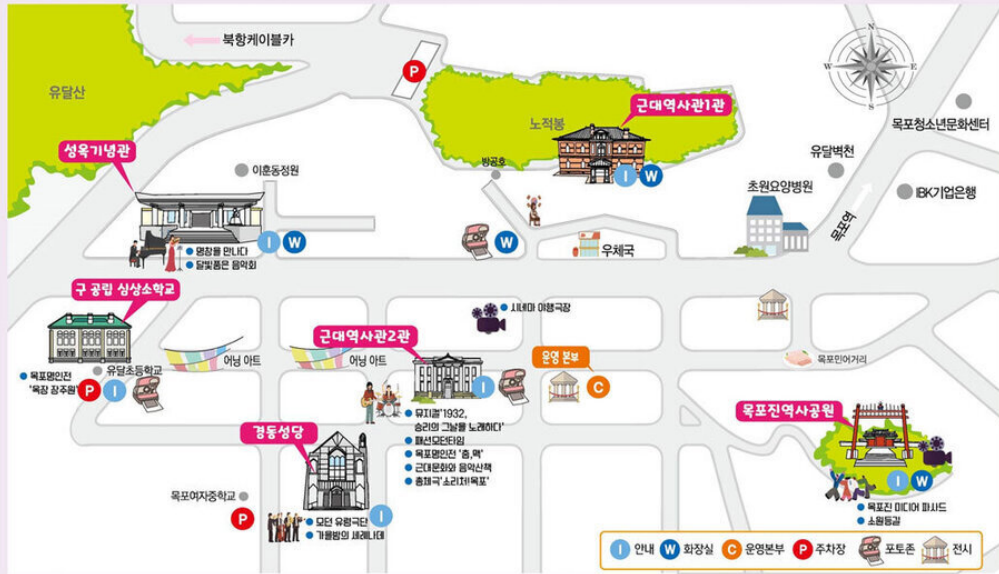 북항케이블카
유달산
P
노적봉
근대역사관1관
I W
N
W E
S
목포청소년문화센터
유달벽천
IBK기업은행
초원요양병원
목포역
성옥기념관
이훈동정원
방공호
I W
명창을 만나다
달빛품은 음악회
W
우체국
구 공립 심상소학교
유달초등학교
목포명인전
'옥장 장주원'
P I
어닝 아트
어닝 아트
시네마 야행극장
근대역사관2관
I
뮤지컬'1932,
승리의 그날을 노래하다'
패션모던타임
목포명인전 '춤,맥'
근대문화와 음악산책
총체극'소리쳐!목포'
운영 본부
C
목포민어거리
경동성당
목포여자중학교
P
I
모던 유랑극단
가을밤의 세레나데
목포진역사공원
I W
목포진 미디어 파사드
소원등길
I 안내 W 화장실 C 운영본부 P 주차장 포토존 전시